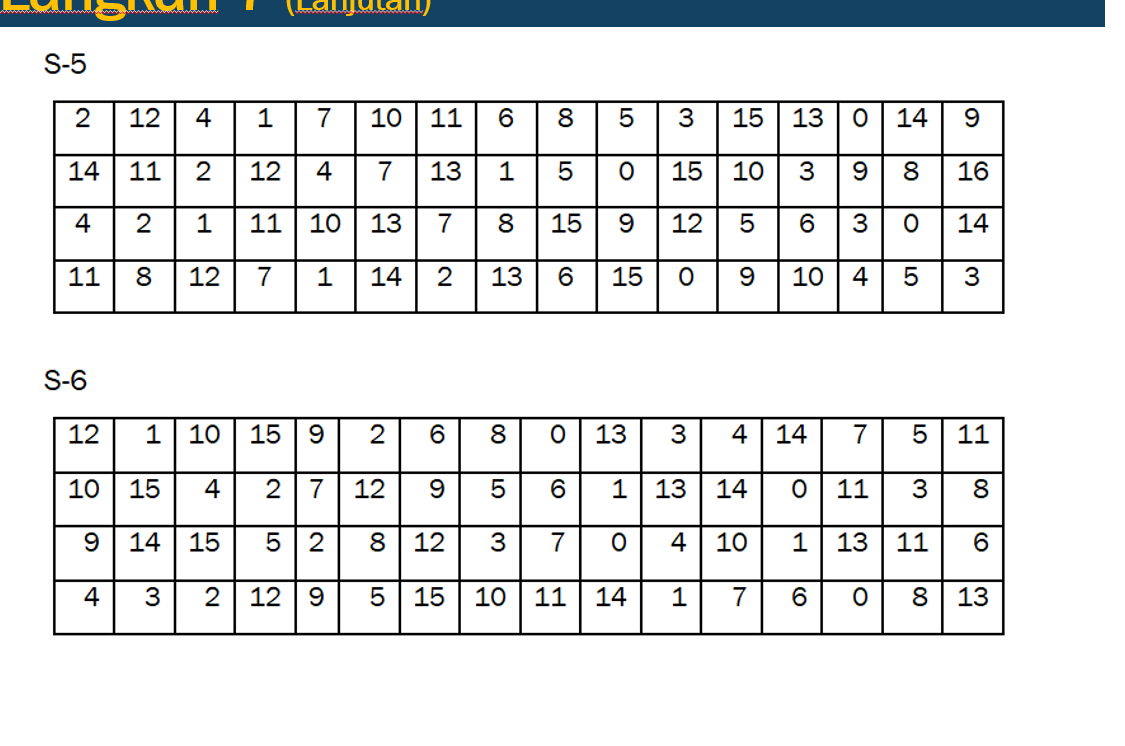 Langkah 7 (Lanjutan)
S-5
2 12 4 1 7 10 11 6 8 5 3 15 13 0 14 9
14 11 2 12 4 7 13 1 5 0 15 10 3 9 8 16
4 2 1 11 10 13 7 8 15 9 12 5 6 3 0 14
11 8 12 7 1 14 2 13 6 15 0 9 10 4 5 3
S-6
12 1 10 15 9 2 6 8 0 13 3 4 14 7 5 11
10 15 4 2 7 12 9 5 6 1 13 14 0 11 3 8
9 14 15 5 2 8 12 3 7 0 4 10 1 13 11 6
4 3 2 12 9 5 15 10 11 14 1 7 6 0 8 13